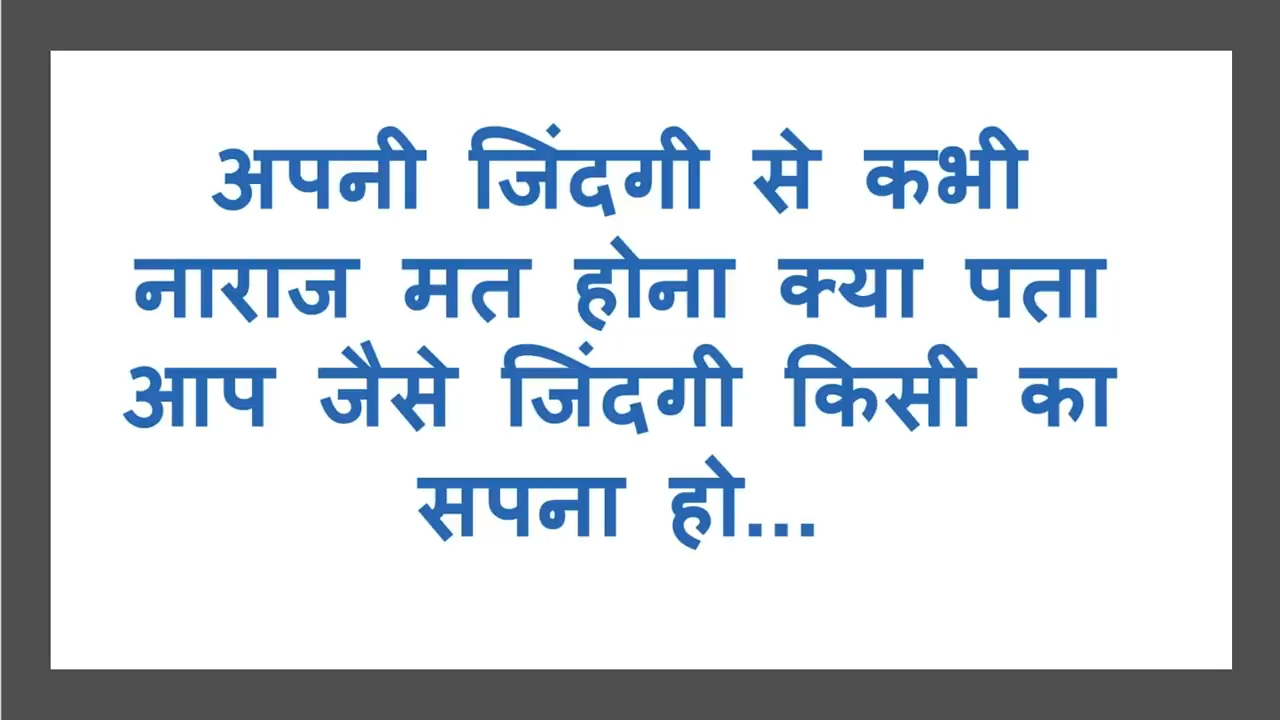 अपनी जिंदगी से कभी
नाराज मत होना क्या पता
आप जैसे जिंदगी किसी का
सपना हो...